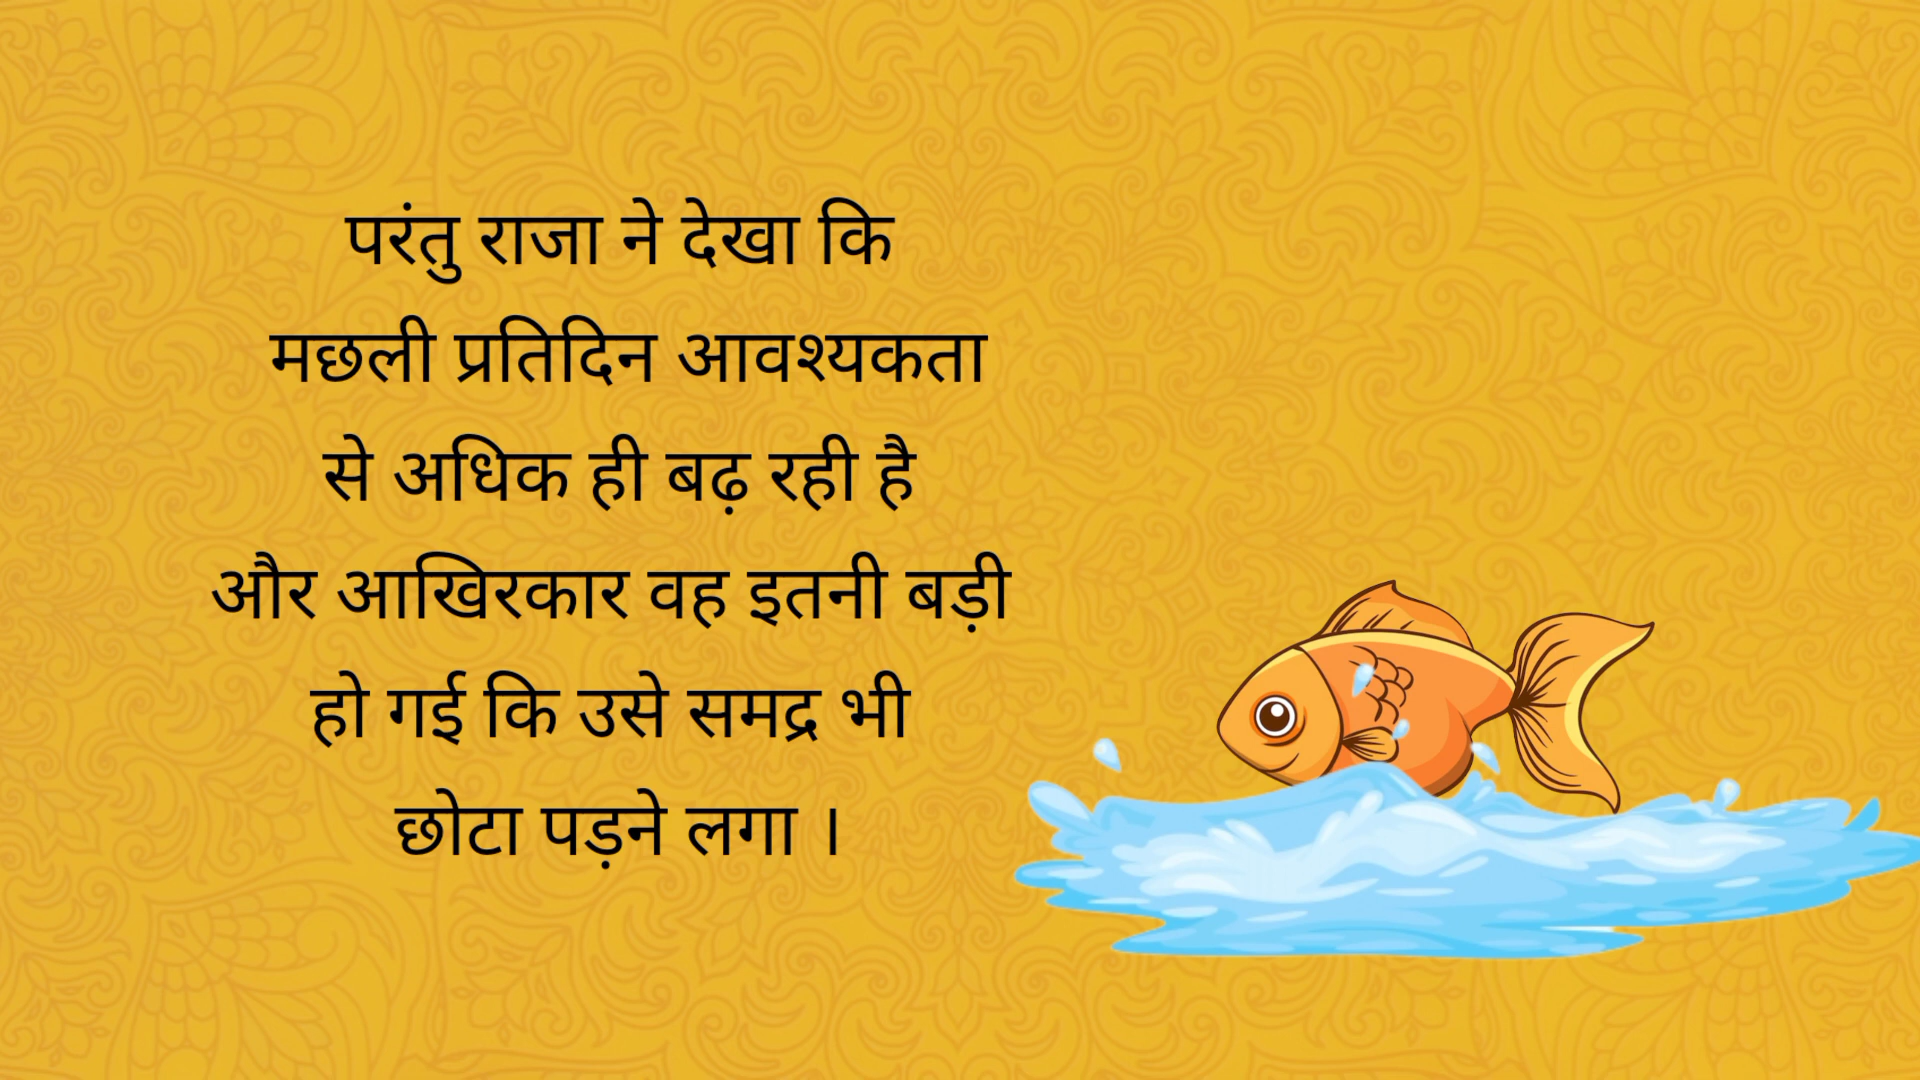 परंतु राजा ने देखा कि
मछली प्रतिदिन आवश्यकता
से अधिक ही बढ़ रही है
और आखिरकार वह इतनी बड़ी
हो गई कि उसे समद्र भी
छोटा पड़ने लगा ।